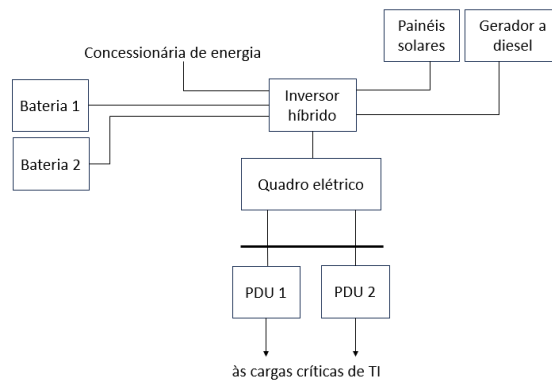 Concessionária de energia
Painéis
solares
Gerador a
diesel
Bateria 1
Inversor
híbrido
Bateria 2
Quadro elétrico
PDU 1
PDU 2
às cargas críticas de TI